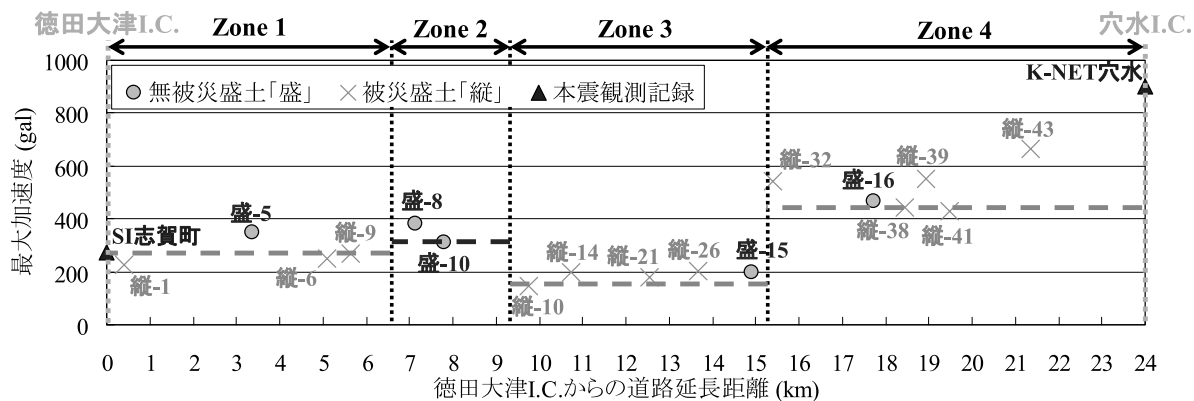 徳田大津I.C.
Zone 1
Zone 2
Zone 3
Zone 4
穴水I.C.
最大加速度 (gal)
1000
800
600
400
200
0
無被災盛土「盛」
被災盛土「縦」
本震観測記録
K-NET穴水
SI志賀町
縦-1
盛-5
縦-6
縦-9
盛-8
盛-10
縦-10
縦-14
縦-21
縦-26
盛-15
縦-32
盛-16
縦-38
縦-39
縦-41
縦-43
0 1 2 3 4 5 6 7 8 9 10 11 12 13 14 15 16 17 18 19 20 21 22 23 24
徳田大津I.C.からの道路延長距離 (km)